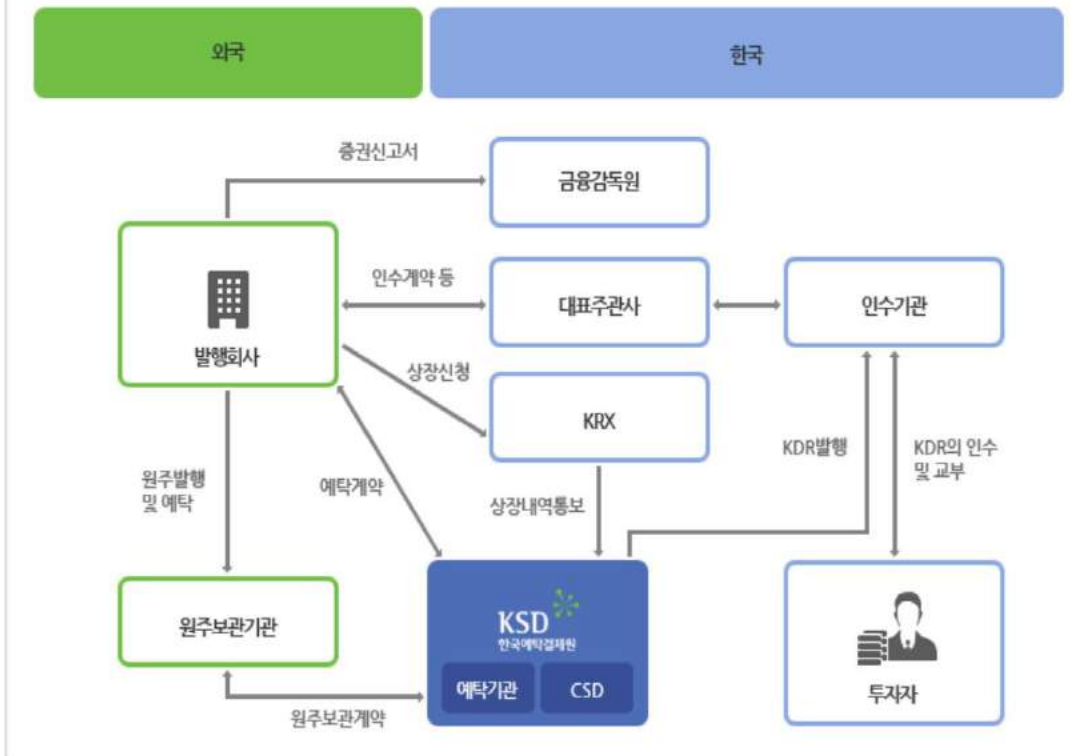 외국
한국
증권신고서
금융감독원
발행회사
인수계약 등
대표주관사
인수기관
상장신청
KRX
원주발행
및 예탁
예탁계약
상장내역통보
KDR발행
KDR의 인수
및 교부
원주보관기관
KSD
한국예탁결제원
예탁기관
CSD
원주보관계약
투자자